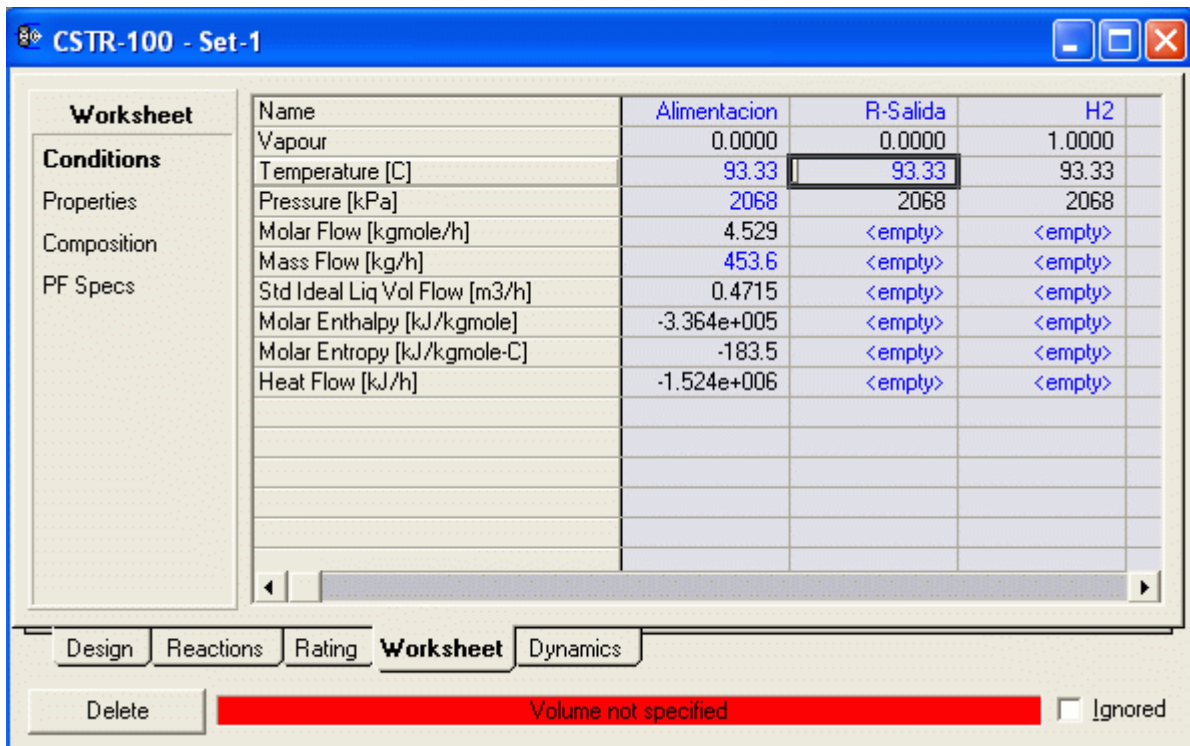 CSTR-100 - Set-1
Worksheet
Conditions
Properties
Composition
PF Specs
Name Alimentacion R-Salida H2
Vapour 0.0000 0.0000 1.0000
Temperature [C] 93.33 93.33 93.33
Pressure [kPa] 2068 2068 2068
Molar Flow [kgmole/h] 4.529 <empty> <empty>
Mass Flow [kg/h] 453.6 <empty> <empty>
Std Ideal Liq Vol Flow [m3/h] 0.4715 <empty> <empty>
Molar Enthalpy [kJ/kgmole] -3.364e+005 <empty> <empty>
Molar Entropy [kJ/kgmole-C] -183.5 <empty> <empty>
Heat Flow [kJ/h] -1.524e+006 <empty> <empty>
Design Reactions Rating Worksheet Dynamics
Delete Volume not specified Ignored